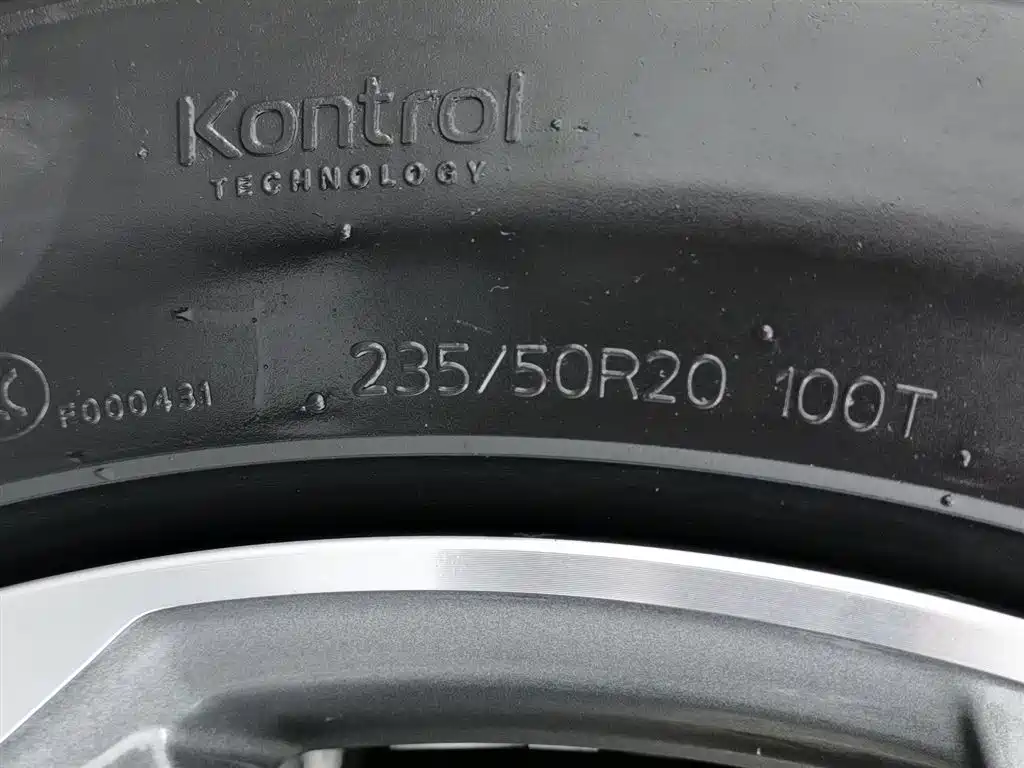 Kontrol
TECHNOLOGY
F000431
235/50R20 100T